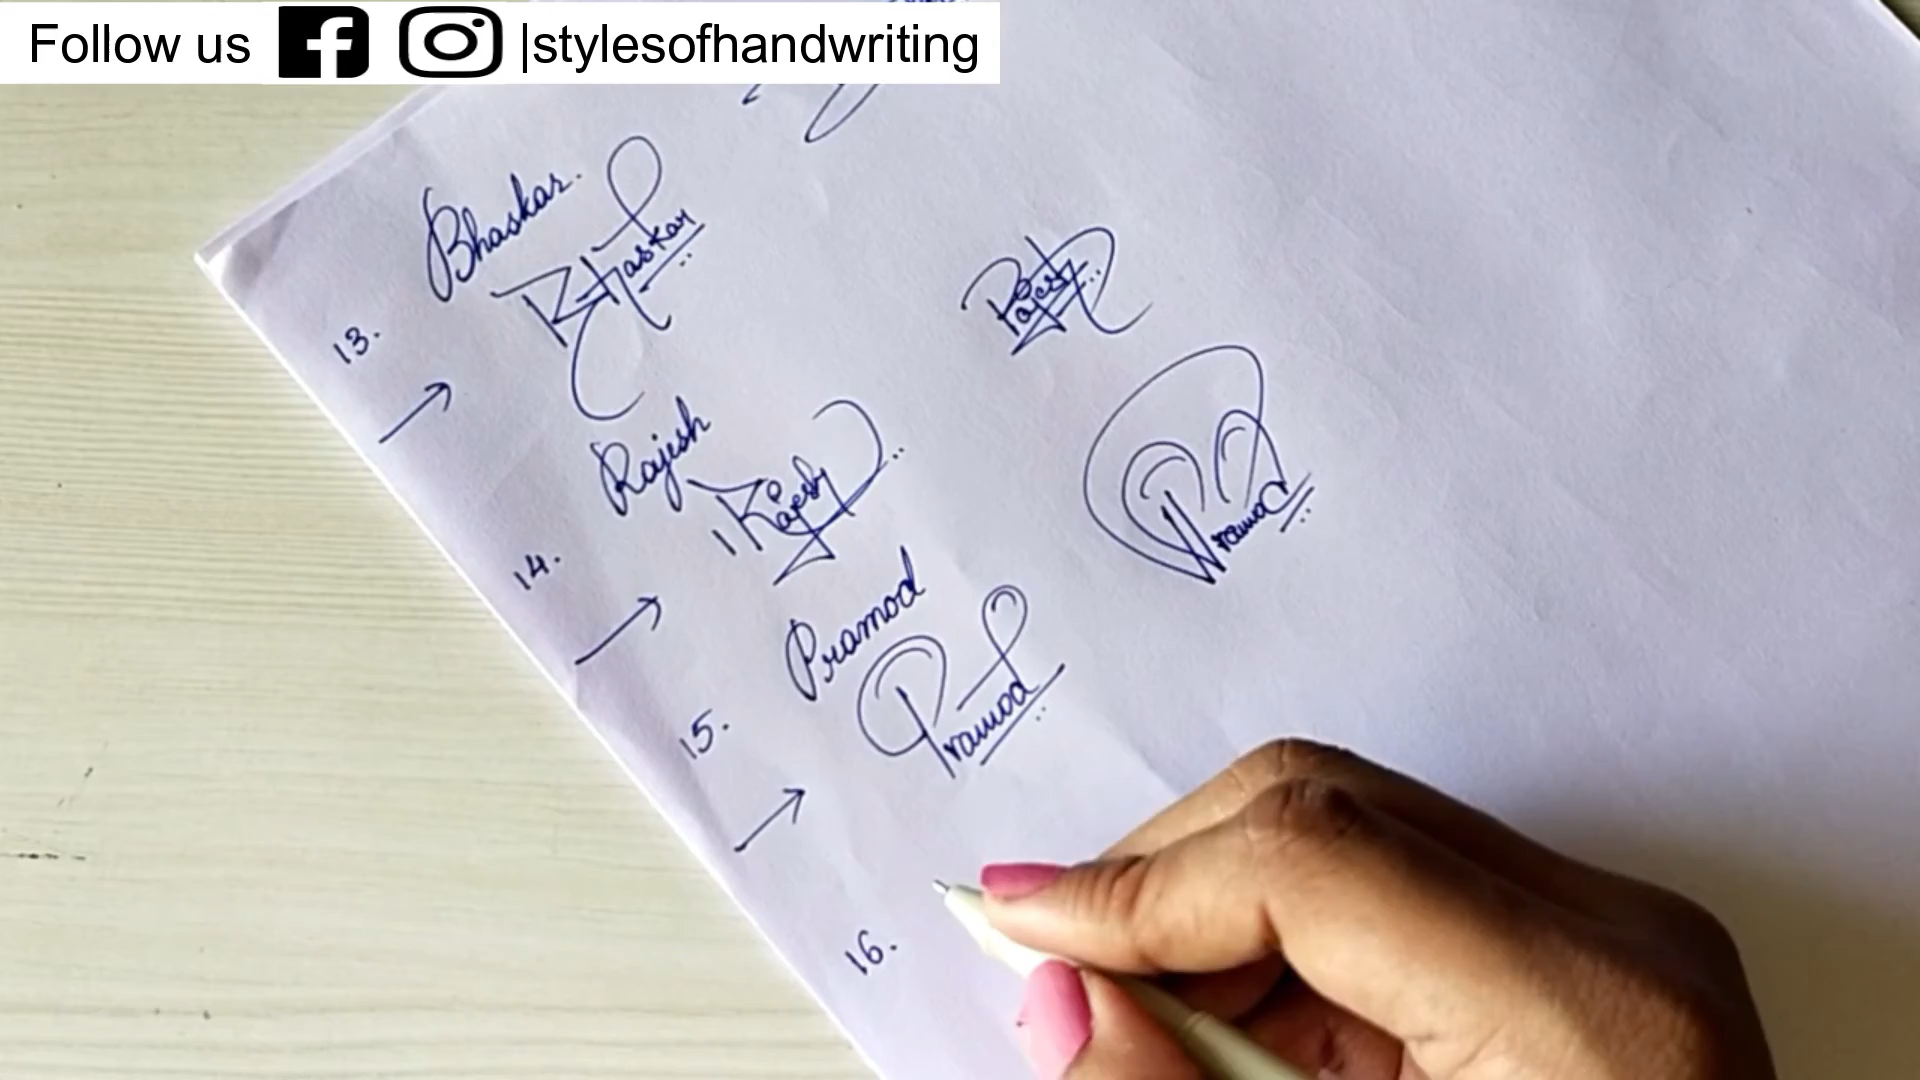 Follow us |stylesofhandwriting
13. Bhaskar.
→ Bhaskar
14. Rajesh
→ Rajesh Rajesh
15. Pramod
→ Pramod Pramod
16.